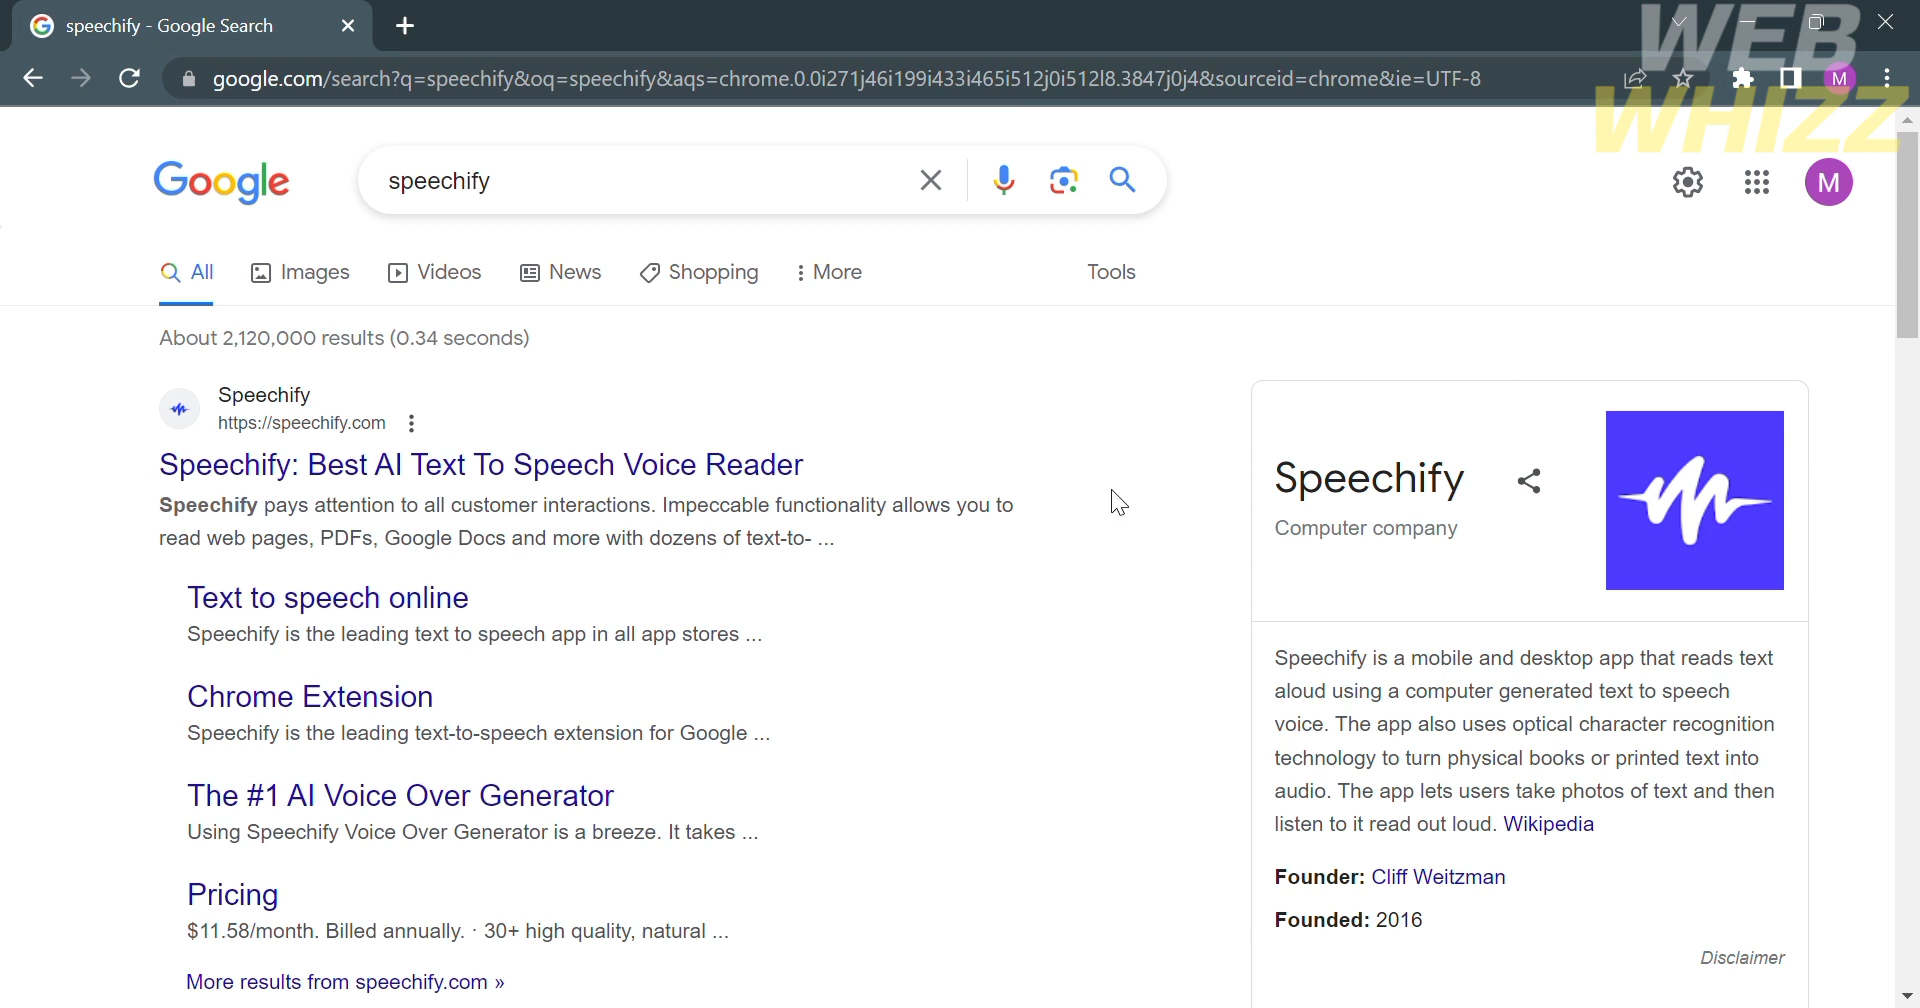 speechify - Google Search
google.com/search?q=speechify&oq=speechify&aqs=chrome.0.0i271j46i199i433i465i512j0i512l8.3847j0j4&sourceid=chrome&ie=UTF-8
M
WEB
WHIZZ
Google
speechify
M
All
Images
Videos
News
Shopping
More
Tools
About 2,120,000 results (0.34 seconds)
Speechify
https://speechify.com
Speechify: Best AI Text To Speech Voice Reader
Speechify pays attention to all customer interactions. Impeccable functionality allows you to
read web pages, PDFs, Google Docs and more with dozens of text-to- ...
Text to speech online
Speechify is the leading text to speech app in all app stores ...
Chrome Extension
Speechify is the leading text-to-speech extension for Google ...
The #1 AI Voice Over Generator
Using Speechify Voice Over Generator is a breeze. It takes ...
Pricing
$11.58/month. Billed annually. · 30+ high quality, natural ...
More results from speechify.com »
Speechify
Computer company
Speechify is a mobile and desktop app that reads text
aloud using a computer generated text to speech
voice. The app also uses optical character recognition
technology to turn physical books or printed text into
audio. The app lets users take photos of text and then
listen to it read out loud. Wikipedia
Founder: Cliff Weitzman
Founded: 2016
Disclaimer